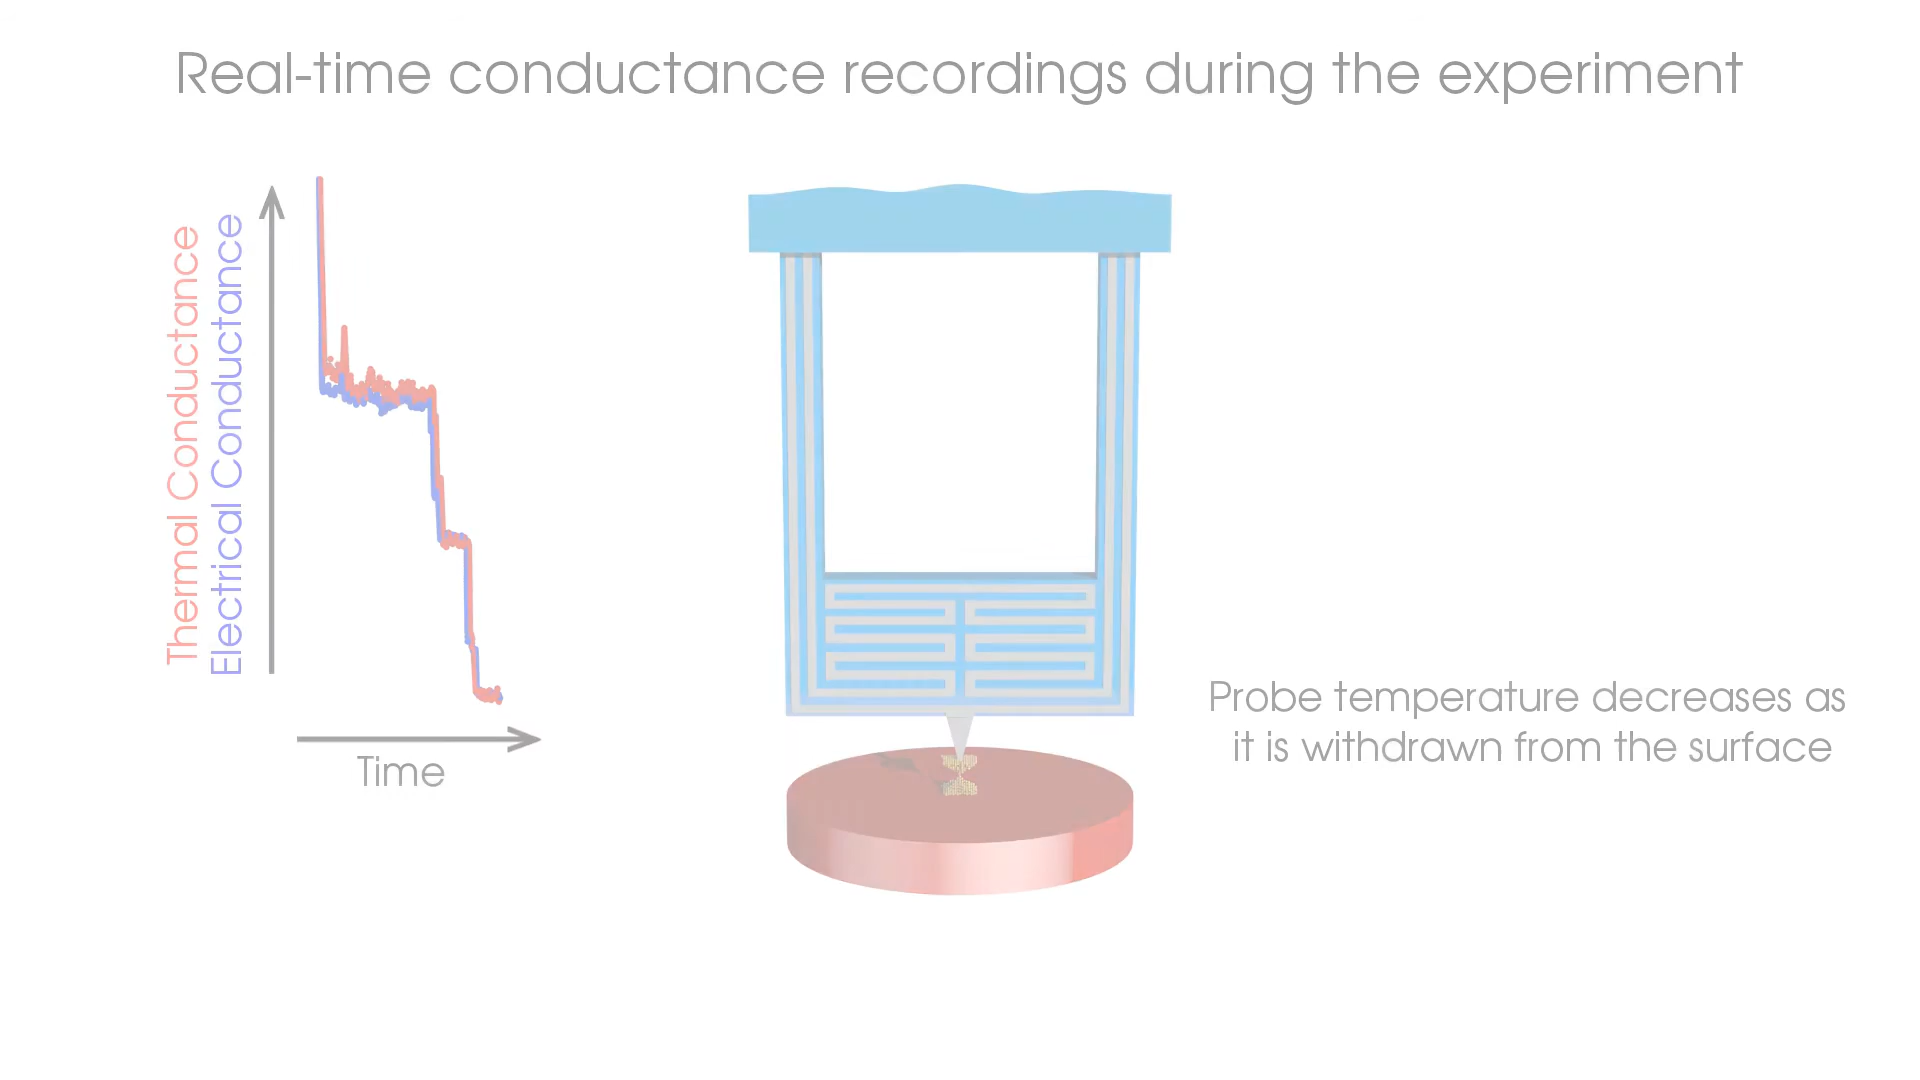 Real-time conductance recordings during the experiment
Thermal Conductance
Electrical Conductance
Time
Probe temperature decreases as
it is withdrawn from the surface